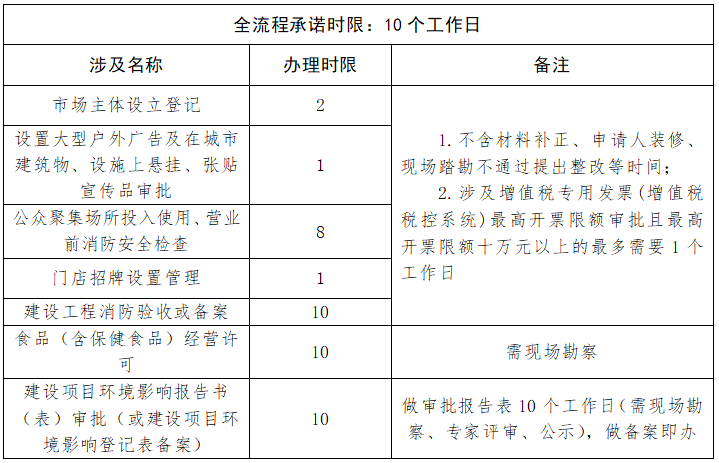 全流程承诺时限：10个工作日
涉及名称
办理时限
备注
市场主体设立登记
2
设置大型户外广告及在城市
建筑物、设施上悬挂、张贴
宣传品审批
1
公众聚集场所投入使用、营业
前消防安全检查
8
门店招牌设置管理
1
建设工程消防验收或备案
10
1.不含材料补正、申请人装修、
现场踏勘不通过提出整改等时间；
2.涉及增值税专用发票(增值税
税控系统)最高开票限额审批且最高
开票限额十万元以上的最多需要1个
工作日
食品（含保健食品）经营许
可
10
需现场勘察
建设项目环境影响报告书
（表）审批（或建设项目环
境影响登记表备案）
10
做审批报告表10个工作日(需现场勘
察、专家评审、公示)，做备案即办